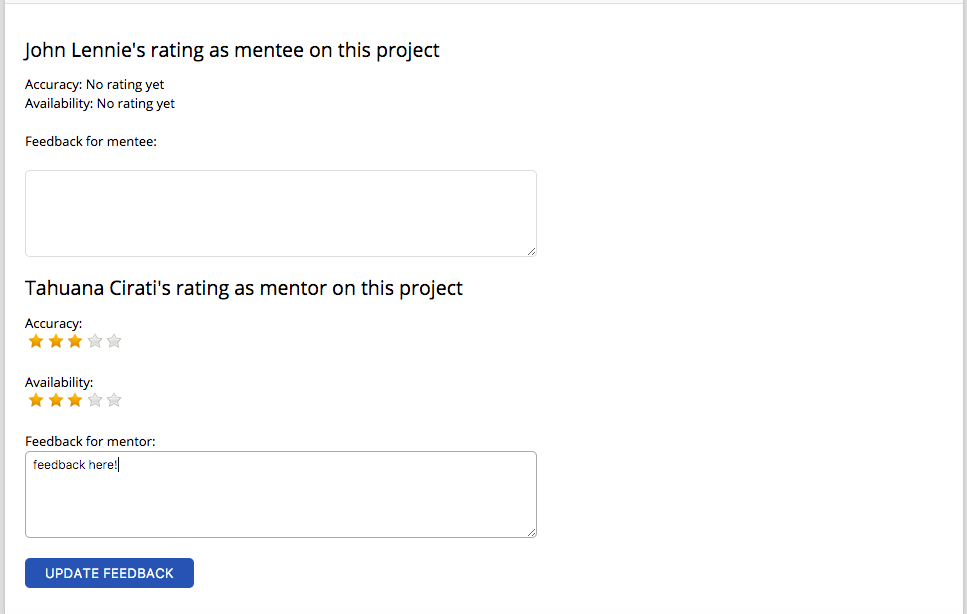 John Lennie's rating as mentee on this project
Accuracy: No rating yet
Availability: No rating yet
Feedback for mentee:
Tahuana Cirati's rating as mentor on this project
Accuracy:
Availability:
Feedback for mentor:
feedback here!
UPDATE FEEDBACK